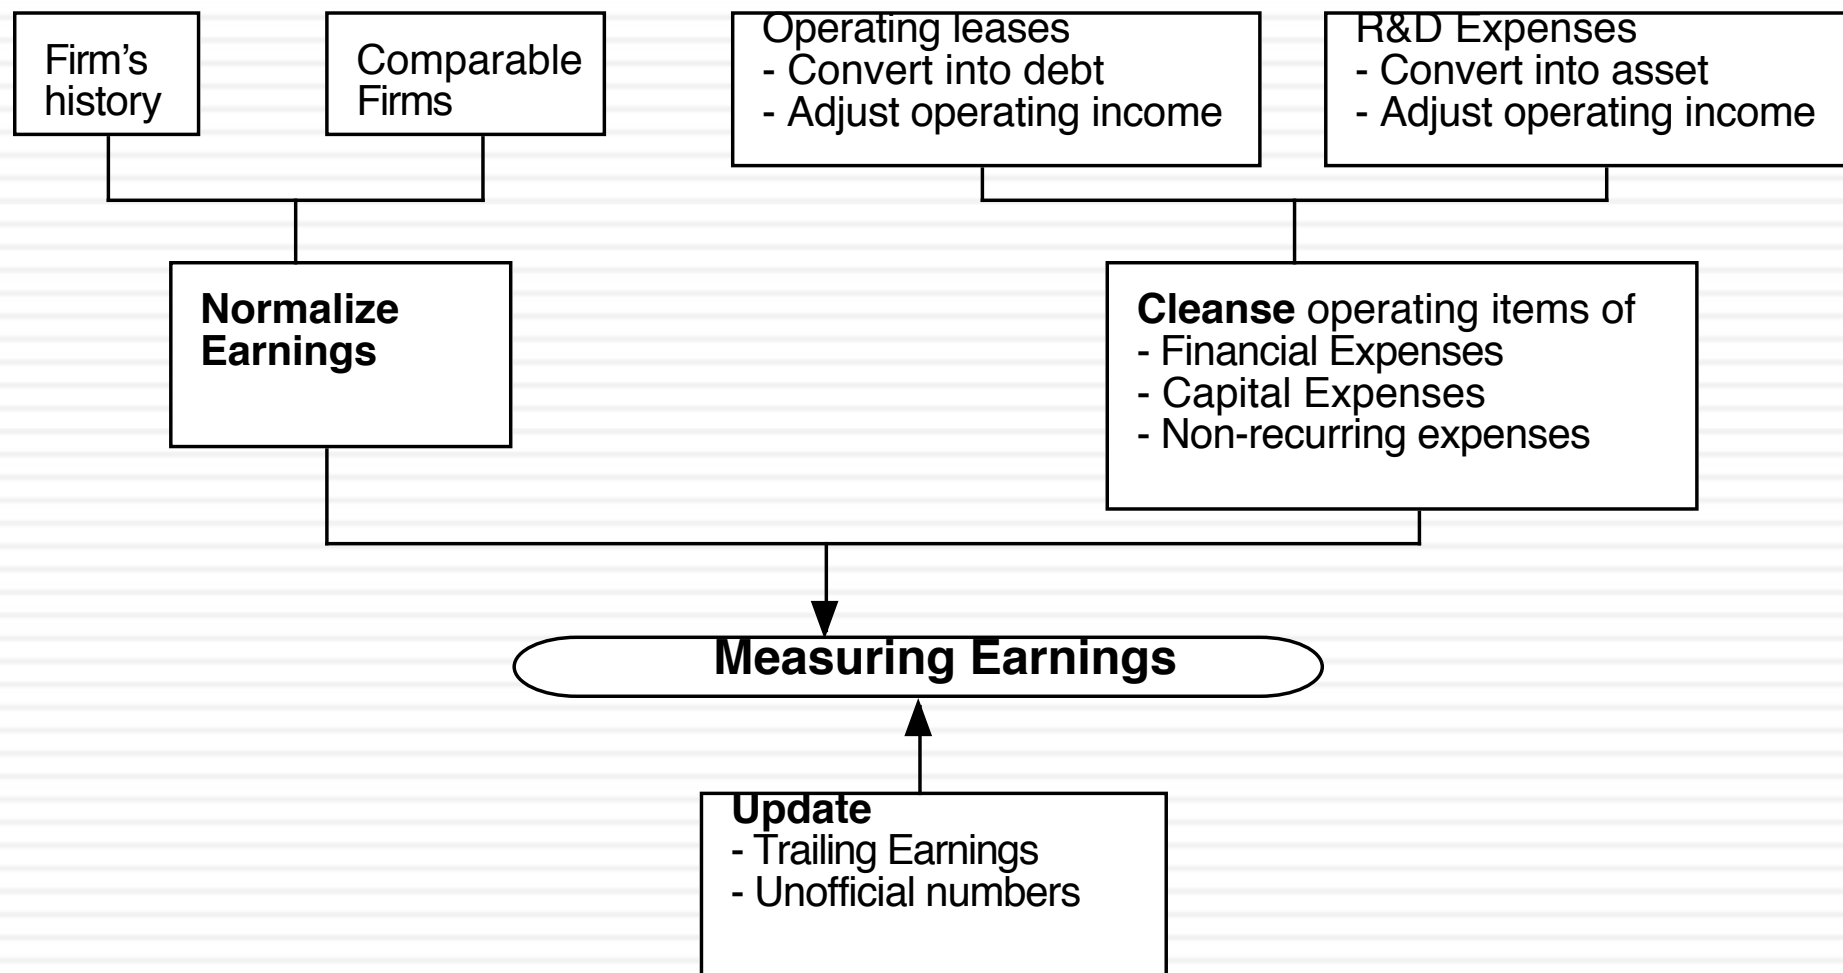 Firm's
history
Comparable
Firms
Operating leases
- Convert into debt
- Adjust operating income
R&D Expenses
- Convert into asset
- Adjust operating income
Normalize
Earnings
Cleanse operating items of
- Financial Expenses
- Capital Expenses
- Non-recurring expenses
Measuring Earnings
Update
- Trailing Earnings
- Unofficial numbers